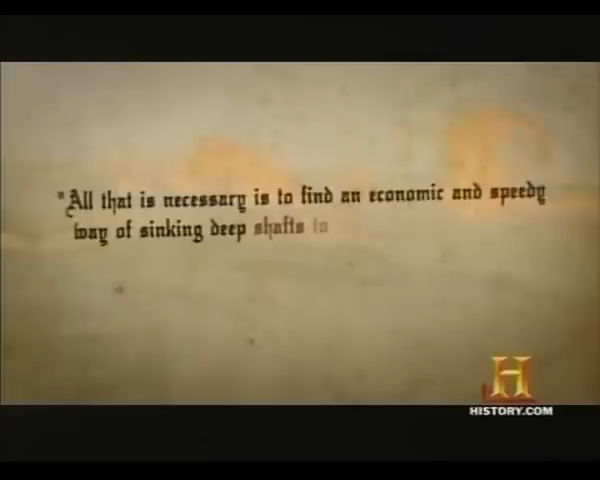 "All that is necessary is to find an economic and speedy
way of sinking deep shafts to
H
HISTORY.COM